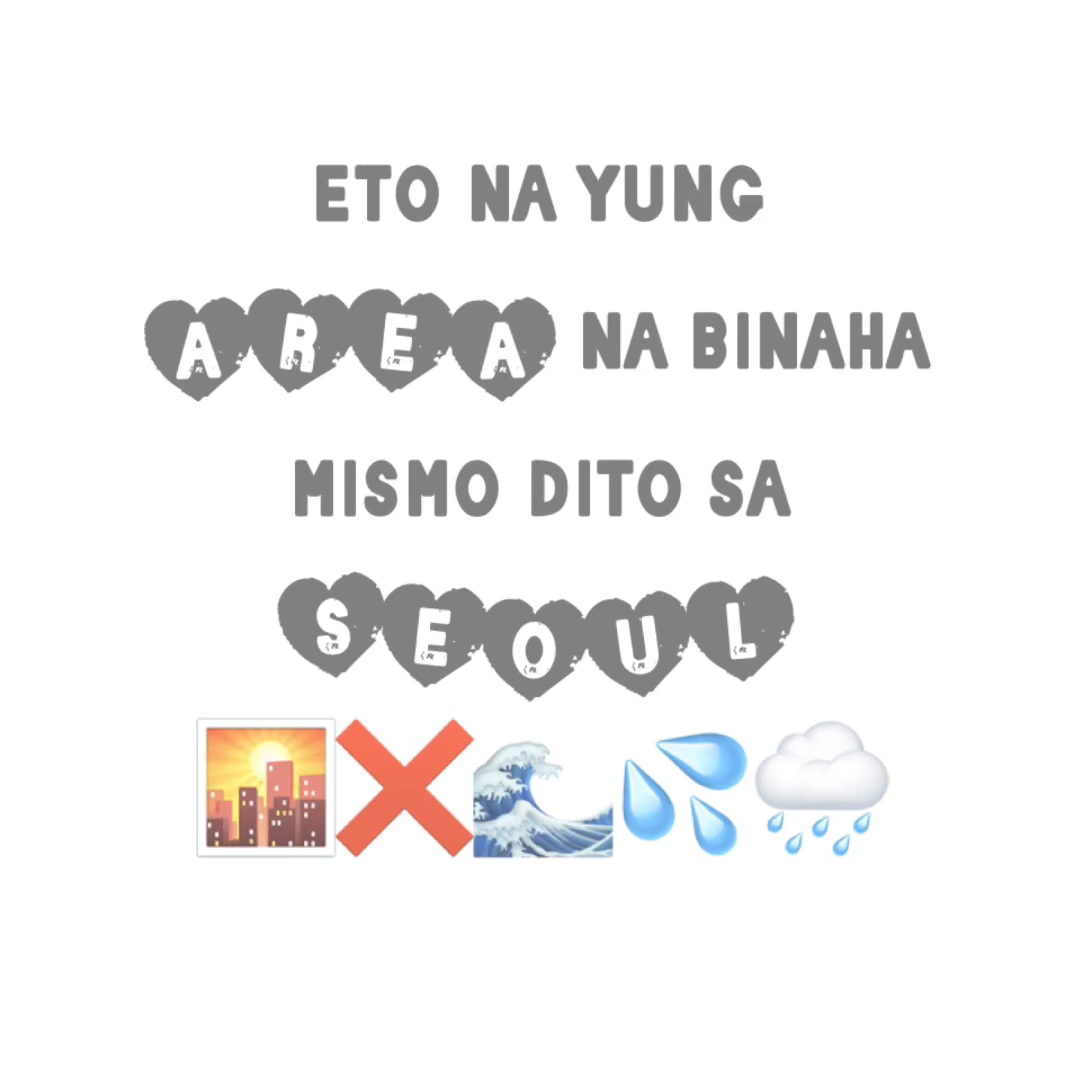 ETO NA YUNG
AREA NA BINAHA
MISMO DITO SA
SEOUL
🌇❌🌊💦🌧️